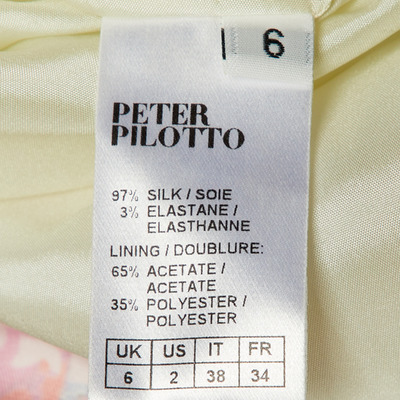 6
PETER
PILOTTO
97% SILK / SOIE
3% ELASTANE /
ELASTHANNE
LINING / DOUBLURE:
65% ACETATE /
ACETATE
35% POLYESTER /
POLYESTER
UK US IT FR
6 2 38 34